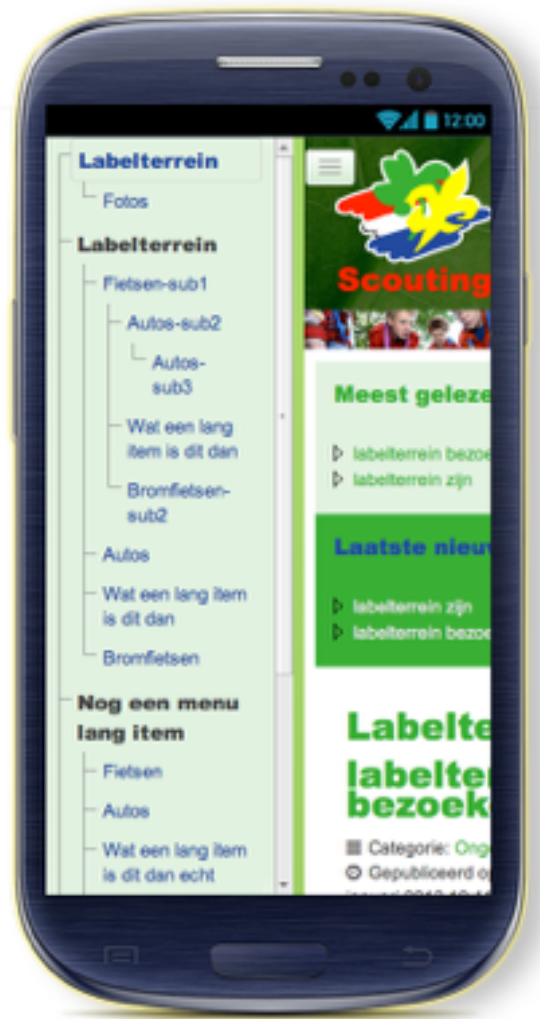 12:00
Labelterrein
Fotos
Labelterrein
Fietsen-sub1
Autos-sub2
Autos-
sub3
Wat een lang
item is dit dan
Bromfietsen-
sub2
Autos
Wat een lang item
is dit dan
Bromfietsen
Nog een menu
lang item
Fietsen
Autos
Wat een lang item
is dit dan echt
Scouting
Meest geleze
labelterrein bezoe
labelterrein zijn
Laatste nieuw
labelterrein zijn
labelterrein bezoe
Labelte
labelter
bezoek
Categorie: Onge
Gepubliceerd op